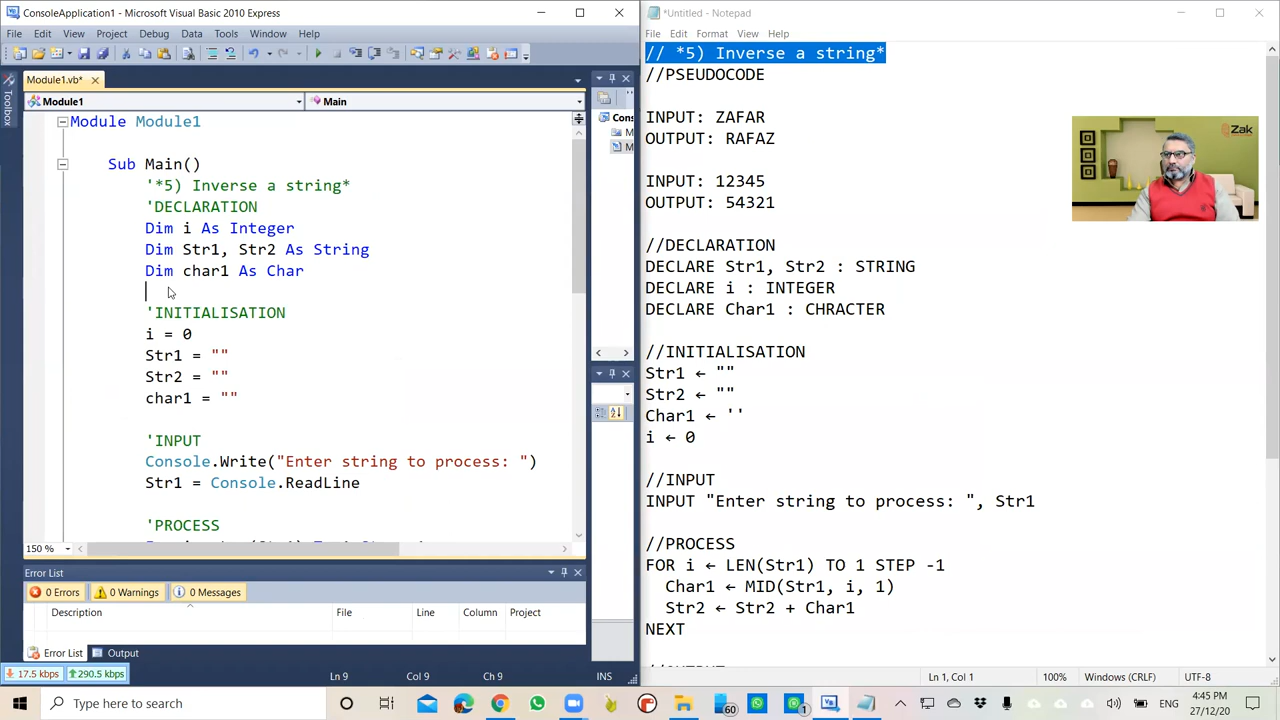 ConsoleApplication1 - Microsoft Visual Basic 2010 Express
File Edit View Project Debug Data Tools Window Help
Module1.vb*
Toolbox
Module1 Main
Module Module1
Sub Main()
'*5) Inverse a string*
'DECLARATION
Dim i As Integer
Dim Str1, Str2 As String
Dim char1 As Char
'INITIALISATION
i = 0
Str1 = ""
Str2 = ""
char1 = ""
'INPUT
Console.Write("Enter string to process: ")
Str1 = Console.ReadLine
'PROCESS
150 %
Cons
M
M
Error List
0 Errors 0 Warnings 0 Messages
Description File Line Column Project
Error List Output
17.5 kbps 290.5 kbps Ln 9 Col 9 Ch 9 INS
*Untitled - Notepad
File Edit Format View Help
// *5) Inverse a string*
//PSEUDOCODE
INPUT: ZAFAR
OUTPUT: RAFAZ
INPUT: 12345
OUTPUT: 54321
//DECLARATION
DECLARE Str1, Str2 : STRING
DECLARE i : INTEGER
DECLARE Char1 : CHRACTER
//INITIALISATION
Str1 ← ""
Str2 ← ""
Char1 ← ''
i ← 0
//INPUT
INPUT "Enter string to process: ", Str1
//PROCESS
FOR i ← LEN(Str1) TO 1 STEP -1
Char1 ← MID(Str1, i, 1)
Str2 ← Str2 + Char1
NEXT
Ln 1, Col 1 100% Windows (CRLF) UTF-8
Zak
Type here to search
60
1
ENG
4:45 PM
27/12/20